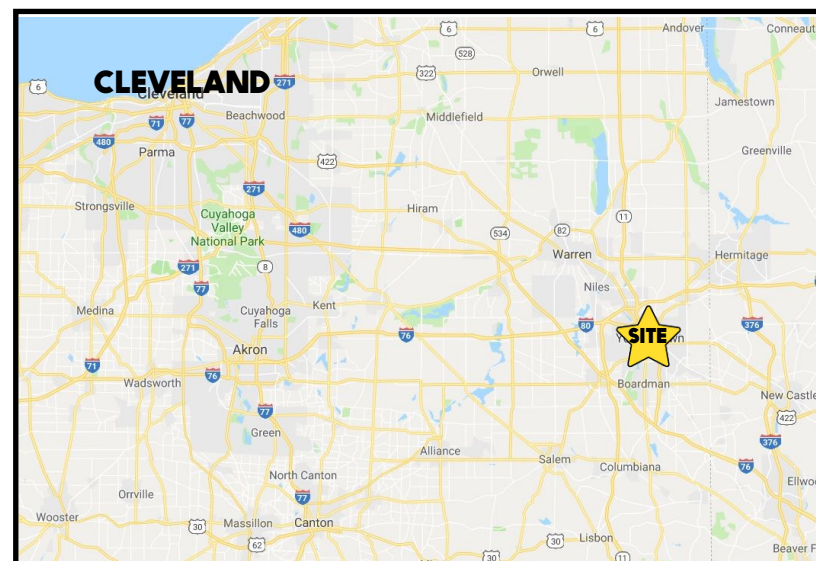 6
6
Andover
Conneaut
528
CLEVELAND
Cleveland
271
322
Orwell
6
Jamestown
Beachwood
Middlefield
71
77
480
Parma
422
Greenville
271
Strongsville
Cuyahoga
Valley
National Park
Hiram
11
480
534
82
Warren
Hermitage
271
8
77
Niles
Medina
Cuyahoga
Falls
Kent
80
376
76
SITE
Akron
71
76
Wadsworth
Boardman
New Castle
77
422
Green
376
Alliance
Salem
Columbiana
76
North Canton
Orrville
77
Wooster
30
Massillon
Canton
62
30
Lisbon
30
11